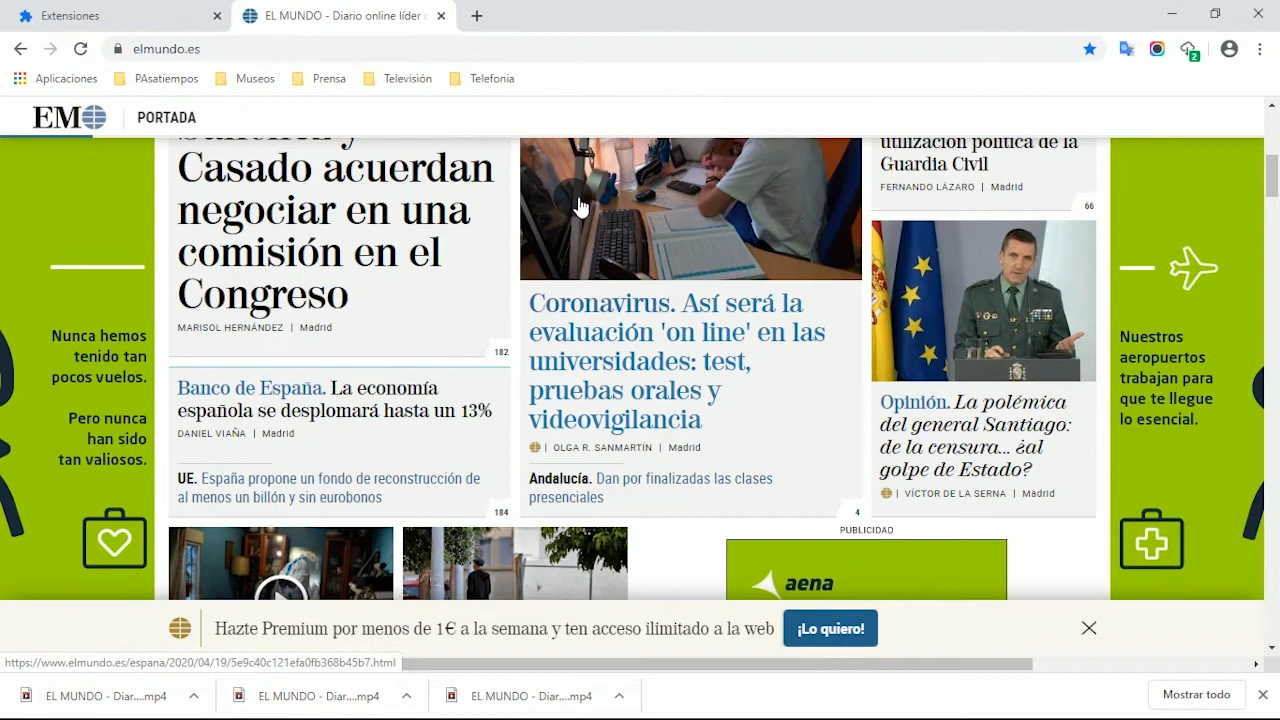 Extensiones
EL MUNDO - Diario online líder
elmundo.es
2
Aplicaciones
PAsatiempos
Museos
Prensa
Televisión
Telefonia
EM
PORTADA
Casado acuerdan
negociar en una
comisión en el
Congreso
MARISOL HERNÁNDEZ | Madrid
182
Banco de España. La economía
española se desplomará hasta un 13%
DANIEL VIAÑA | Madrid
UE. España propone un fondo de reconstrucción de
al menos un billón y sin eurobonos
184
Coronavirus. Así será la
evaluación 'on line' en las
universidades: test,
pruebas orales y
videovigilancia
OLGA R. SANMARTÍN | Madrid
Andalucía. Dan por finalizadas las clases
presenciales
4
utilización política de la
Guardia Civil
FERNANDO LÁZARO | Madrid
66
Opinión. La polémica
del general Santiago:
de la censura... ¿al
golpe de Estado?
VÍCTOR DE LA SERNA | Madrid
PUBLICIDAD
aena
Nunca hemos
tenido tan
pocos vuelos.
Pero nunca
han sido
tan valiosos.
Nuestros
aeropuertos
trabajan para
que te llegue
lo esencial.
Hazte Premium por menos de 1€ a la semana y ten acceso ilimitado a la web
¡Lo quiero!
https://www.elmundo.es/espana/2020/04/19/5e9c40c121efa0fb368b45b7.html
EL MUNDO - Diar....mp4
EL MUNDO - Diar....mp4
EL MUNDO - Diar....mp4
Mostrar todo